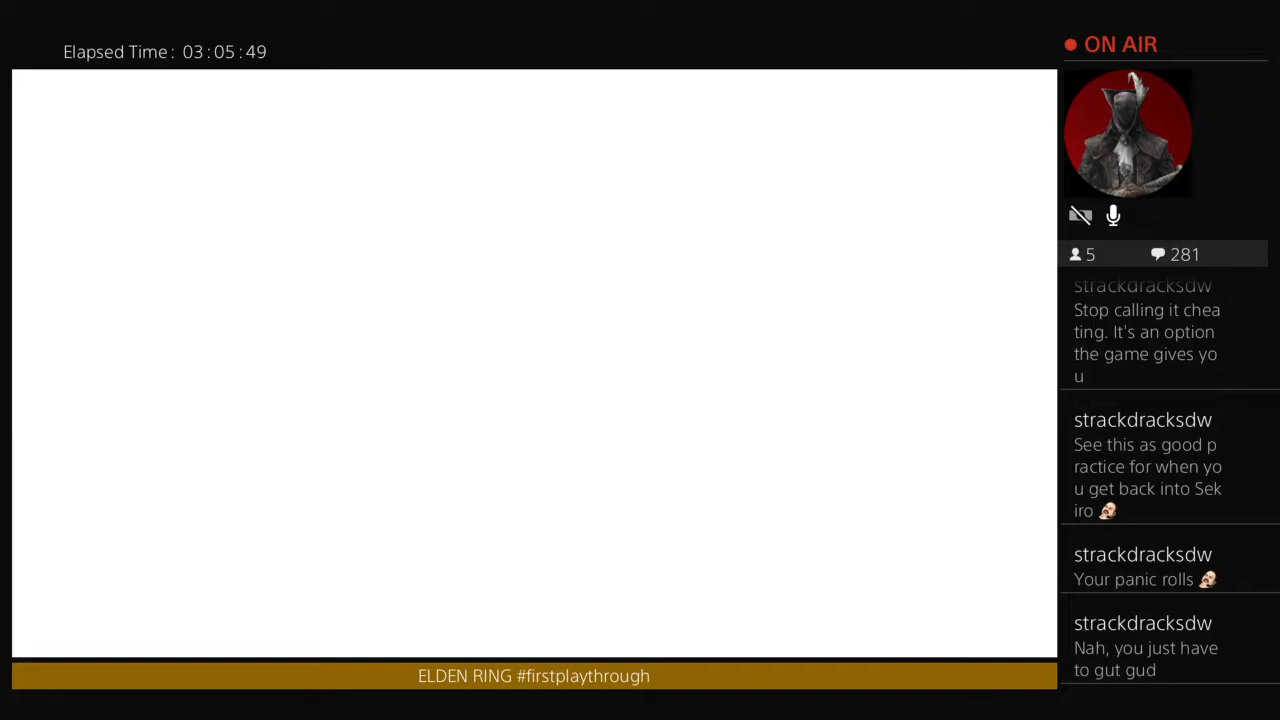 Elapsed Time: 03:05:49
ON AIR
5 281
strackdracksdw
Stop calling it chea
ting. It's an option
the game gives yo
u
strackdracksdw
See this as good p
ractice for when yo
u get back into Sek
iro
strackdracksdw
Your panic rolls
strackdracksdw
Nah, you just have
to gut gud
ELDEN RING #firstplaythrough